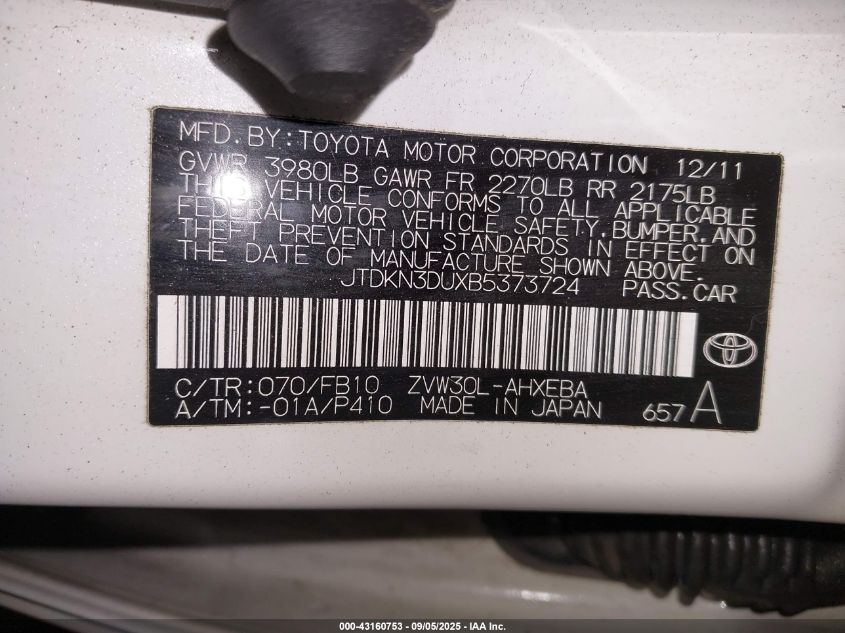 MFD. BY: TOYOTA MOTOR CORPORATION 12/11
GVWR 3980LB GAWR FR 2270LB RR 2175LB
THIS VEHICLE CONFORMS TO ALL APPLICABLE
FEDERAL MOTOR VEHICLE SAFETY, BUMPER, AND
THEFT PREVENTION STANDARDS IN EFFECT ON
THE DATE OF MANUFACTURE SHOWN ABOVE.
JTDKN3DUXB5373724 PASS. CAR
C/TR: 070/FB10 ZVW30L-AHXEBA
A/TM: -01A/P410 MADE IN JAPAN 657 A
000-43160753 - 09/05/2025 - IAA Inc.